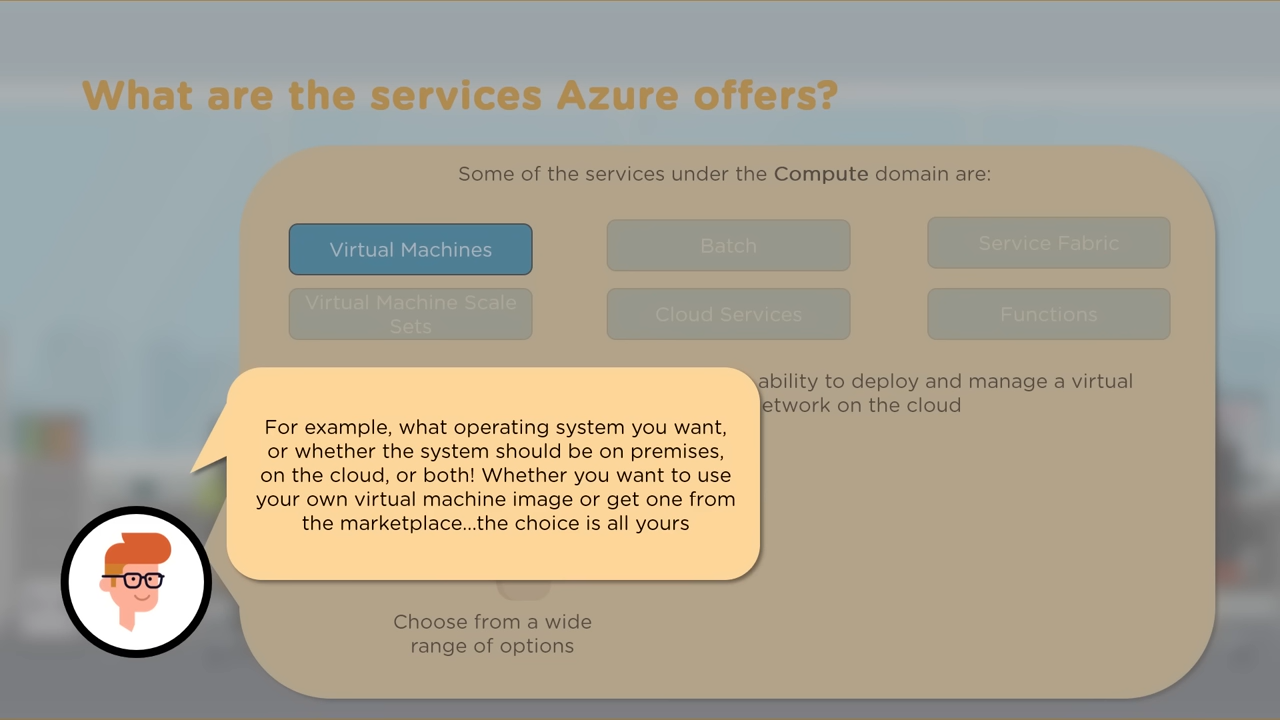 What are the services Azure offers?
Some of the services under the Compute domain are:
Virtual Machines
Batch
Service Fabric
Virtual Machine Scale
Sets
Cloud Services
Functions
ability to deploy and manage a virtual
etwork on the cloud
For example, what operating system you want,
or whether the system should be on premises,
on the cloud, or both! Whether you want to use
your own virtual machine image or get one from
the marketplace...the choice is all yours
Choose from a wide
range of options